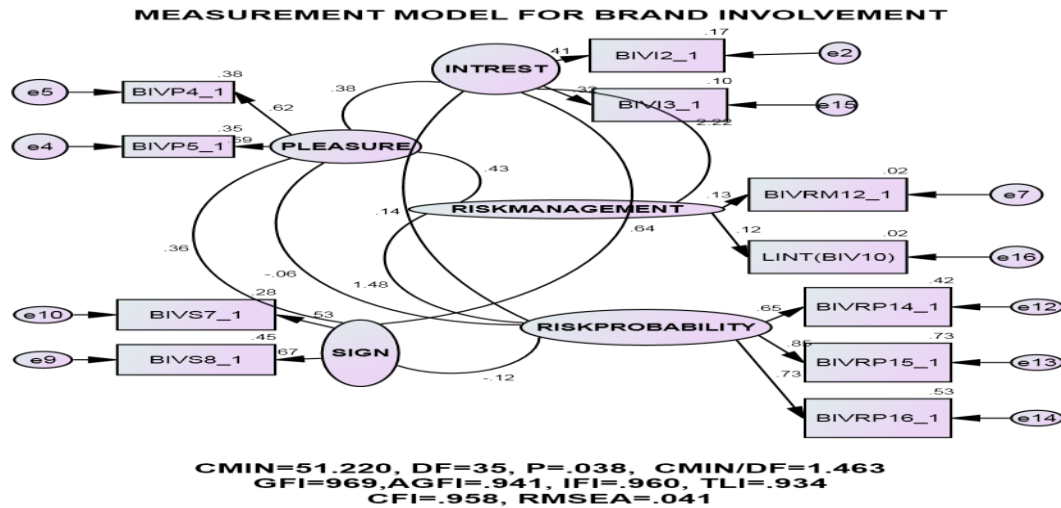 MEASUREMENT MODEL FOR BRAND INVOLVEMENT
.17
INTREST
.41
BIVI2_1
e2
.38
.10
e5
BIVP4_1
.38
.32
BIVI3_1
e15
.62
2.22
.35
e4
BIVP5_1
.59
PLEASURE
.43
.02
.13
BIVRM12_1
e7
.14
RISKMANAGEMENT
.12
.02
.36
.64
LINT(BIV10)
e16
-.06
1.48
.28
.42
e10
BIVS7_1
.53
.65
BIVRP14_1
e12
RISKPROBABILITY
.45
.73
e9
BIVS8_1
.67
SIGN
.85
BIVRP15_1
e13
-.12
.73
.53
BIVRP16_1
e14
CMIN=51.220, DF=35, P=.038, CMIN/DF=1.463
GFI=969,AGFI=.941, IFI=.960, TLI=.934
CFI=.958, RMSEA=.041